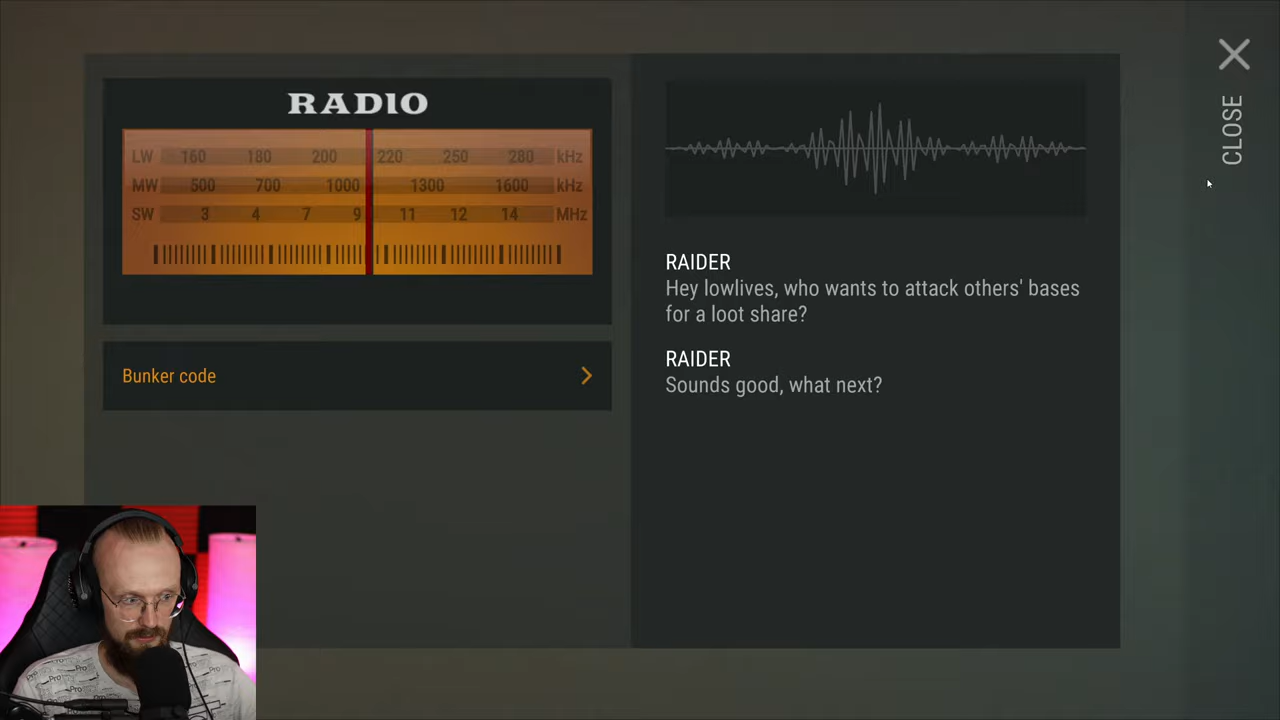 RADIO
LW 160 180 200 220 250 280 kHz
MW 500 700 1000 1300 1600 kHz
SW 3 4 7 9 11 12 14 MHz
Bunker code
RAIDER
Hey lowlives, who wants to attack others' bases
for a loot share?
RAIDER
Sounds good, what next?
CLOSE